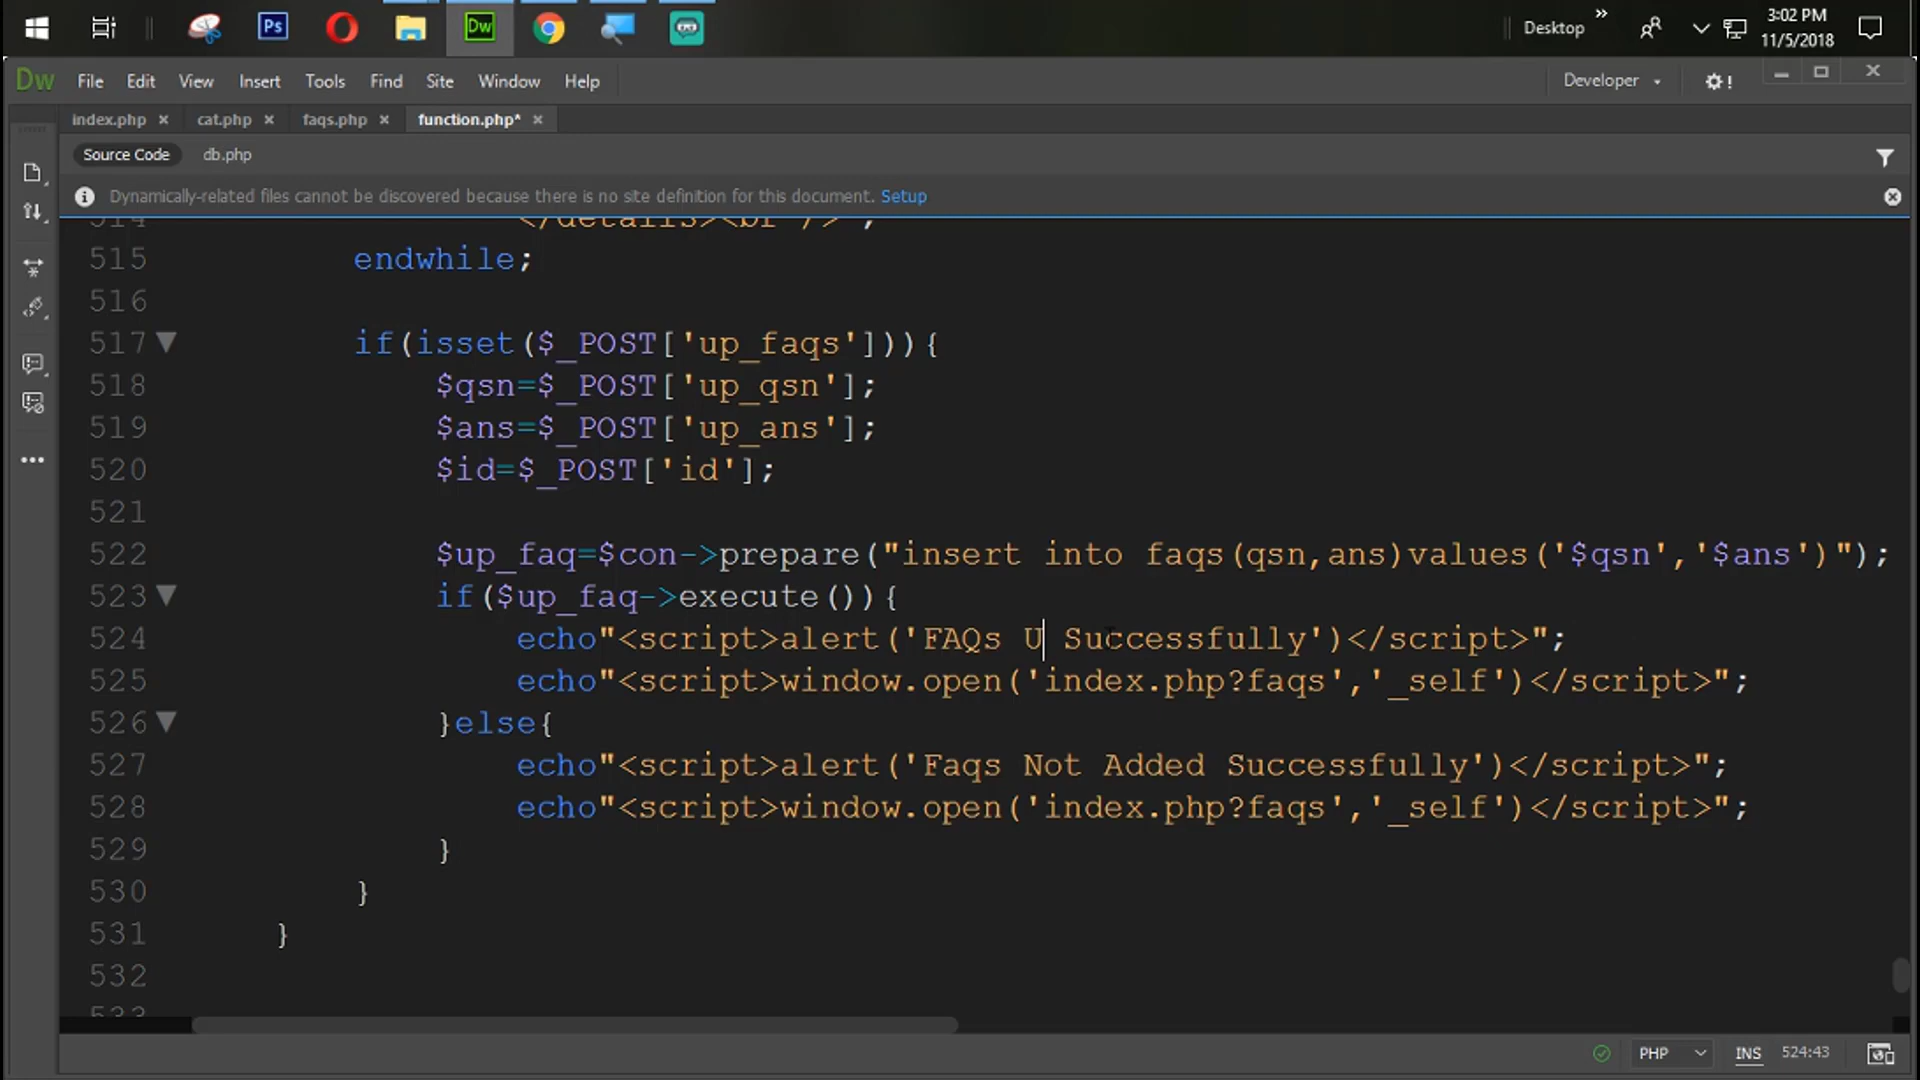 Ps
Dw
Desktop »
3:02 PM
11/5/2018
Dw File Edit View Insert Tools Find Site Window Help
Developer
index.php × cat.php × faqs.php × function.php* ×
Source Code db.php
Dynamically-related files cannot be discovered because there is no site definition for this document. Setup
514 </details><br />";
515 endwhile;
516
517 if(isset($_POST['up_faqs'])){
518 $qsn=$_POST['up_qsn'];
519 $ans=$_POST['up_ans'];
520 $id=$_POST['id'];
521
522 $up_faq=$con->prepare("insert into faqs(qsn,ans)values('$qsn','$ans')");
523 if($up_faq->execute()){
524 echo"<script>alert('FAQs U Successfully')</script>";
525 echo"<script>window.open('index.php?faqs','_self')</script>";
526 }else{
527 echo"<script>alert('Faqs Not Added Successfully')</script>";
528 echo"<script>window.open('index.php?faqs','_self')</script>";
529 }
530 }
531 }
532
533
PHP INS 524:43